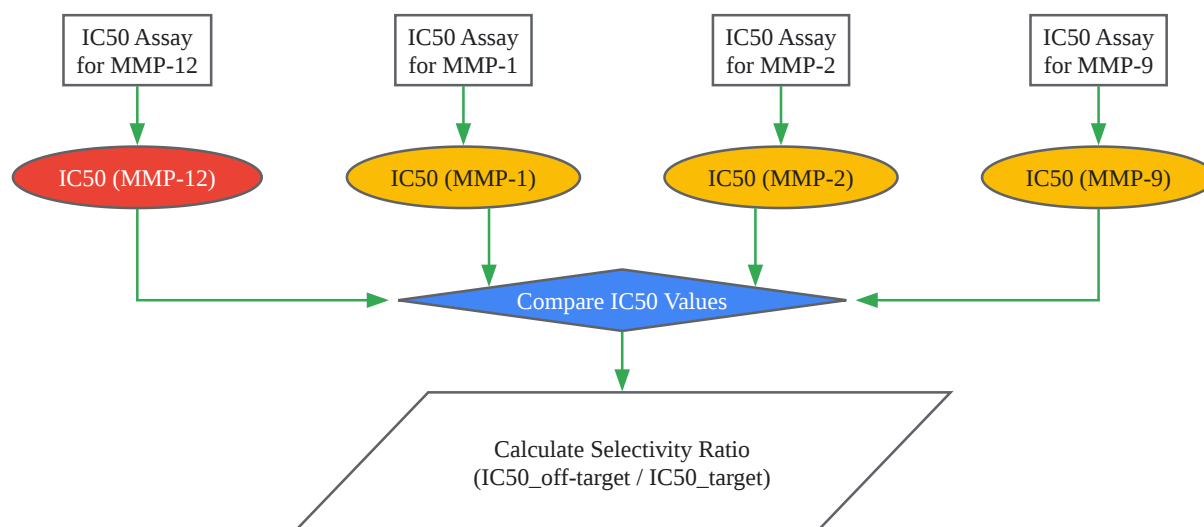 IC50 Assay
for MMP-12
IC50 Assay
for MMP-1
IC50 Assay
for MMP-2
IC50 Assay
for MMP-9
IC50 (MMP-12)
IC50 (MMP-1)
IC50 (MMP-2)
IC50 (MMP-9)
Compare IC50 Values
Calculate Selectivity Ratio
(IC50_off-target / IC50_target)